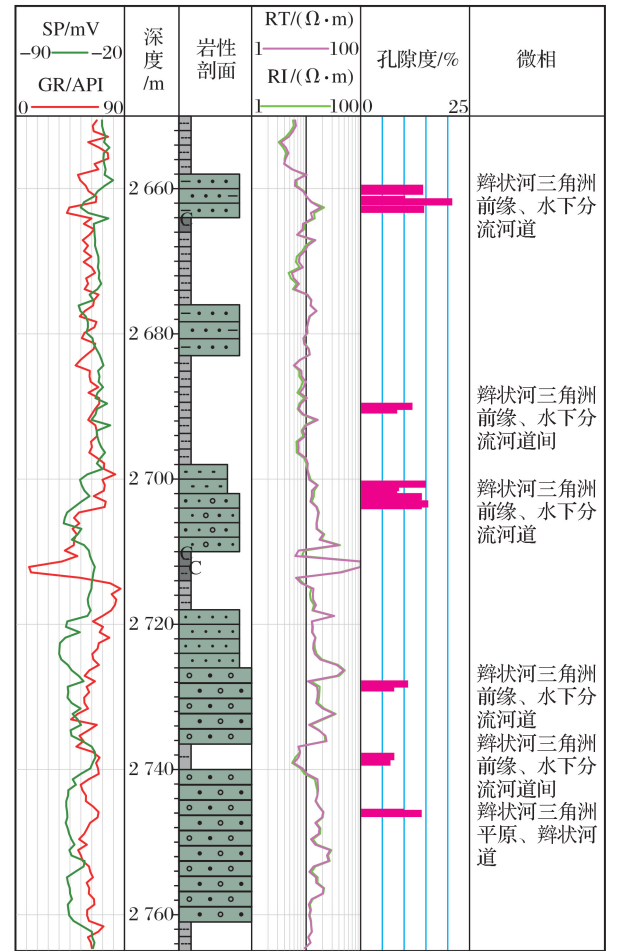 SP/mV
-90 -20
GR/API
0 90
深度/m
岩性剖面
RT/(Ω·m)
1 100
RI/(Ω·m)
1 100
孔隙度/%
0 25
微相
2 660
2 680
2 700
2 720
2 740
2 760
C
C
C
辫状河三角洲
前缘、水下分
流河道
辫状河三角洲
前缘、水下分
流河道间
辫状河三角洲
前缘、水下分
流河道
辫状河三角洲
前缘、水下分
流河道
辫状河三角洲
前缘、水下分
流河道间
辫状河三角洲
平原、辫状河
道